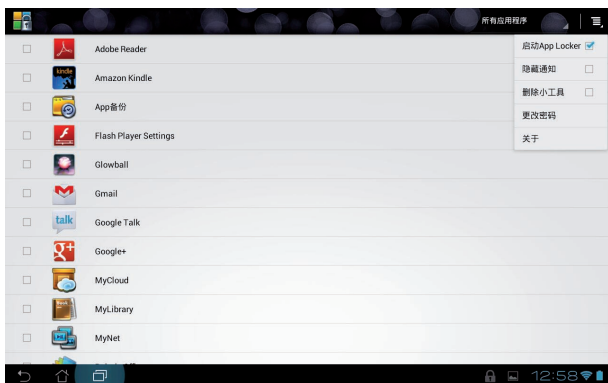 所有应用程序
启动App Locker
隐藏通知
删除小工具
更改密码
关于
Adobe Reader
kindle
Amazon Kindle
App备份
Flash Player Settings
Glowball
Gmail
talk
Google Talk
Google+
MyCloud
MyLibrary
MyNet
12:58